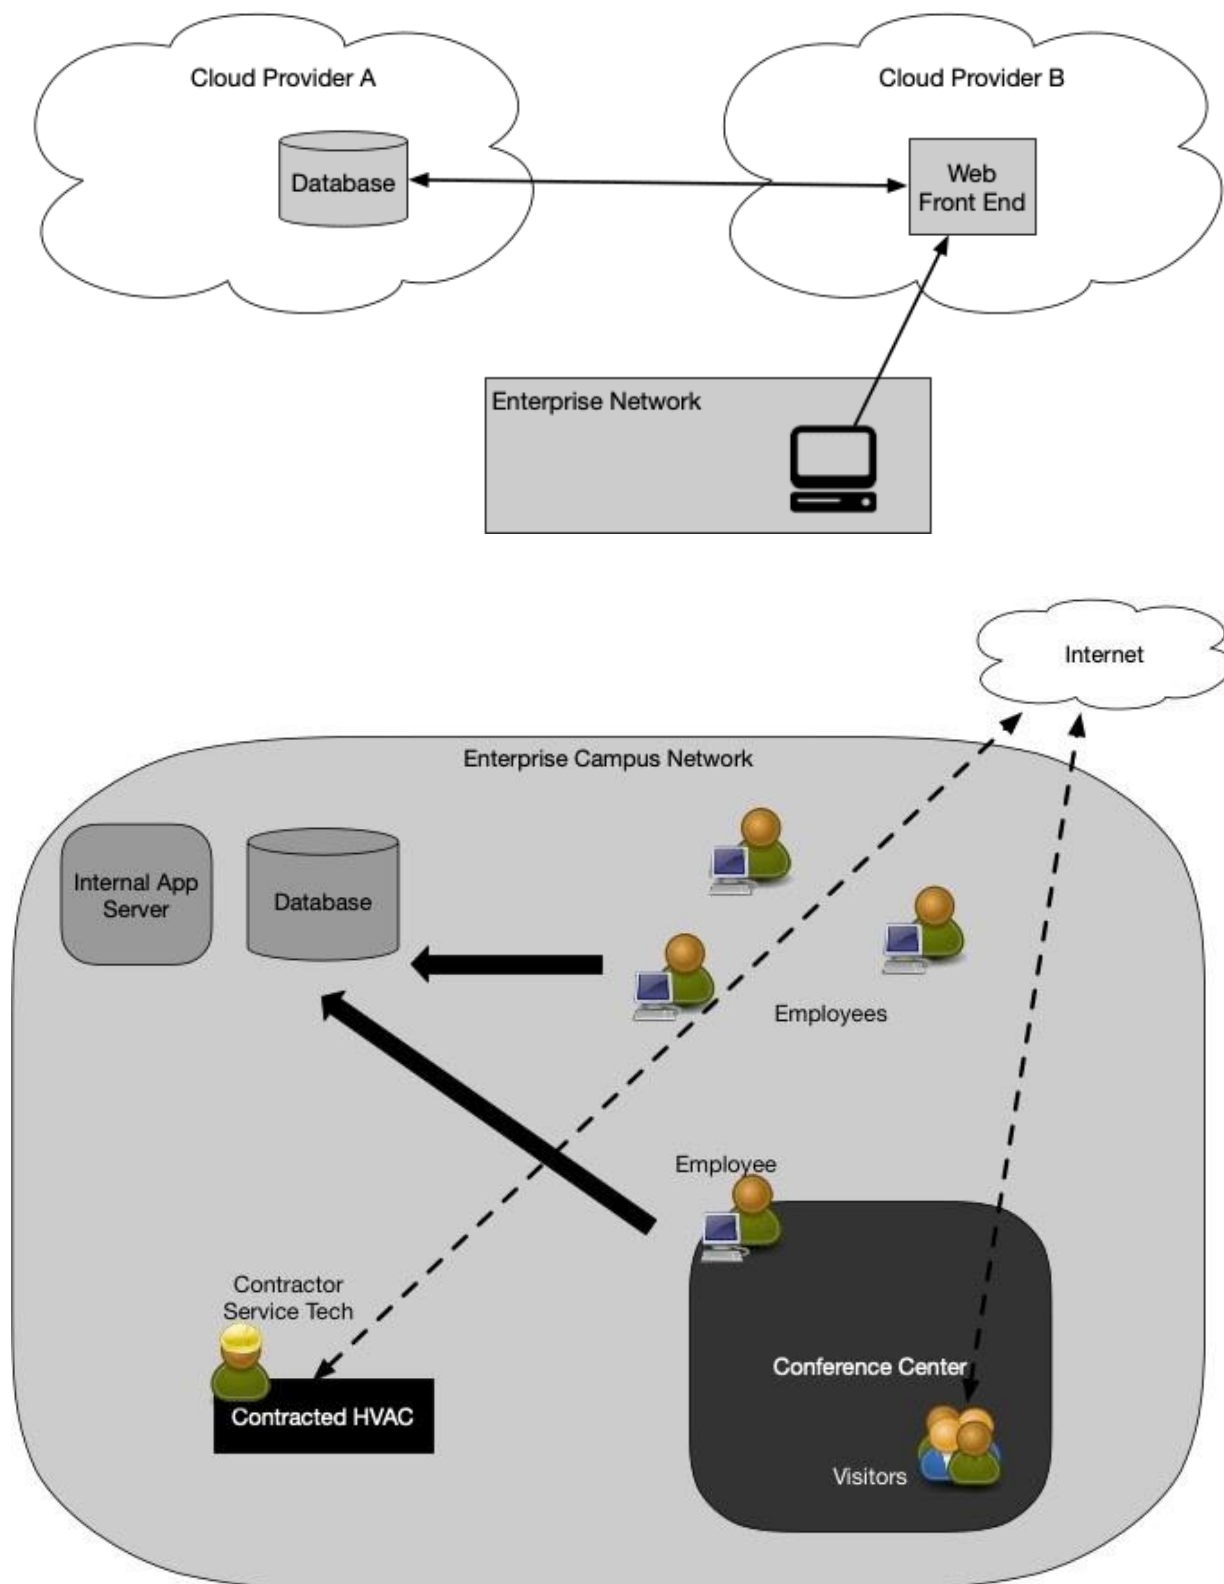 Cloud Provider A
Cloud Provider B
Database
Web
Front End
Enterprise Network
Internet
Enterprise Campus Network
Internal App
Server
Database
Employees
Employee
Contractor
Service Tech
Conference Center
Contracted HVAC
Visitors